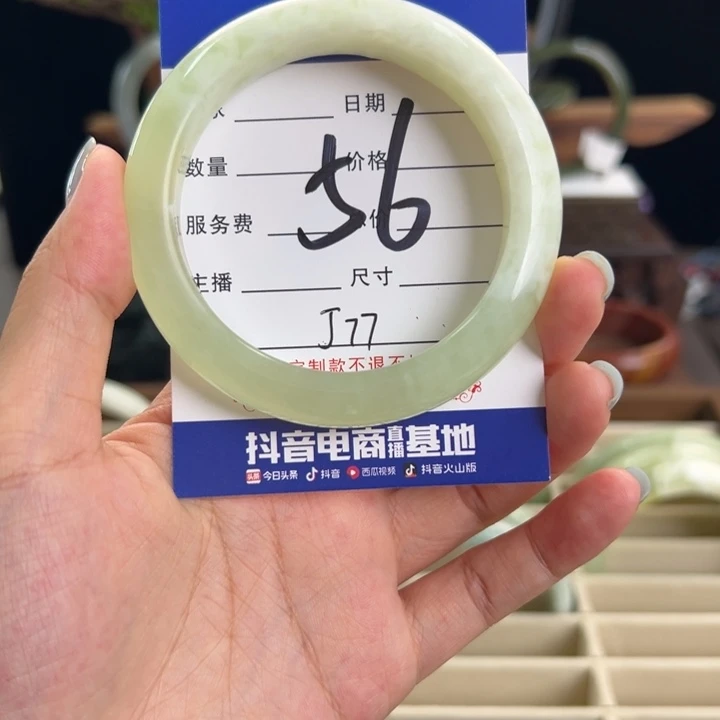 日期
数量 价格
服务费 价
主播 尺寸
56
J77
定制款不退不
抖音电商直播基地
今日头条 抖音 西瓜视频 抖音火山版